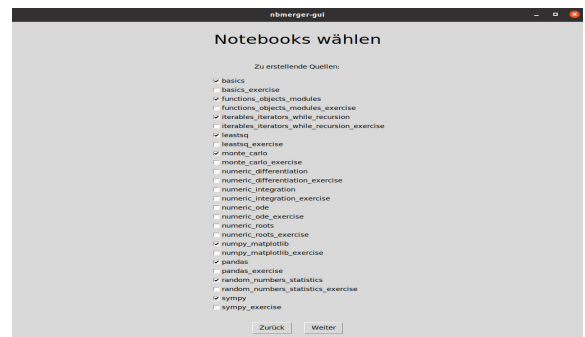 nbmerger-gui
Notebooks wählen
Zu erstellende Quellen:
basics
basics_exercise
functions_objects_modules
functions_objects_modules_exercise
iterables_iterators_while_recursion
iterables_iterators_while_recursion_exercise
leastsq
leastsq_exercise
monte_carlo
monte_carlo_exercise
numeric_differentiation
numeric_differentiation_exercise
numeric_integration
numeric_integration_exercise
numeric_ode
numeric_ode_exercise
numeric_roots
numeric_roots_exercise
numpy_matplotlib
numpy_matplotlib_exercise
pandas
pandas_exercise
random_numbers_statistics
random_numbers_statistics_exercise
sympy
sympy_exercise
Zurück Weiter